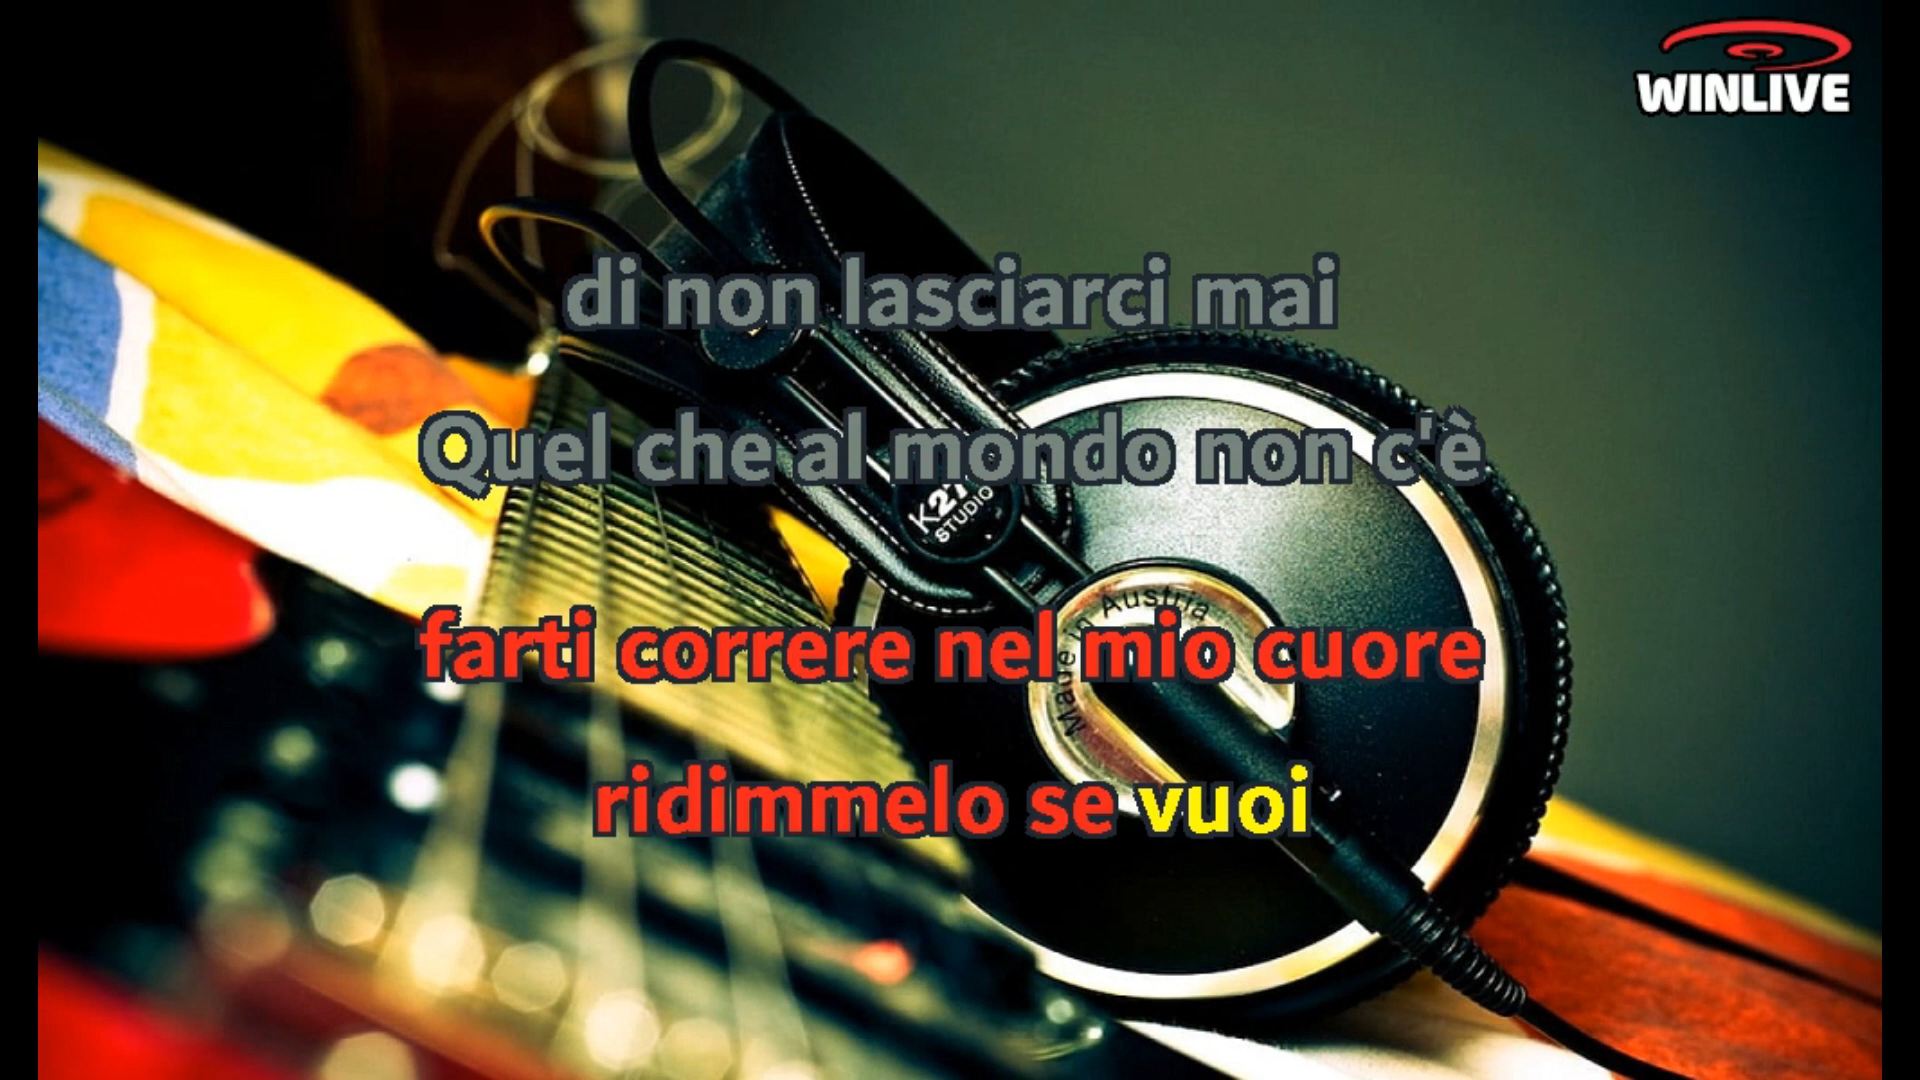 WINLIVE
di non lasciarci mai
Quel che al mondo non c'è
K27
STUDIO
Made in Austria
farti correre nel mio cuore
ridimmelo se vuoi